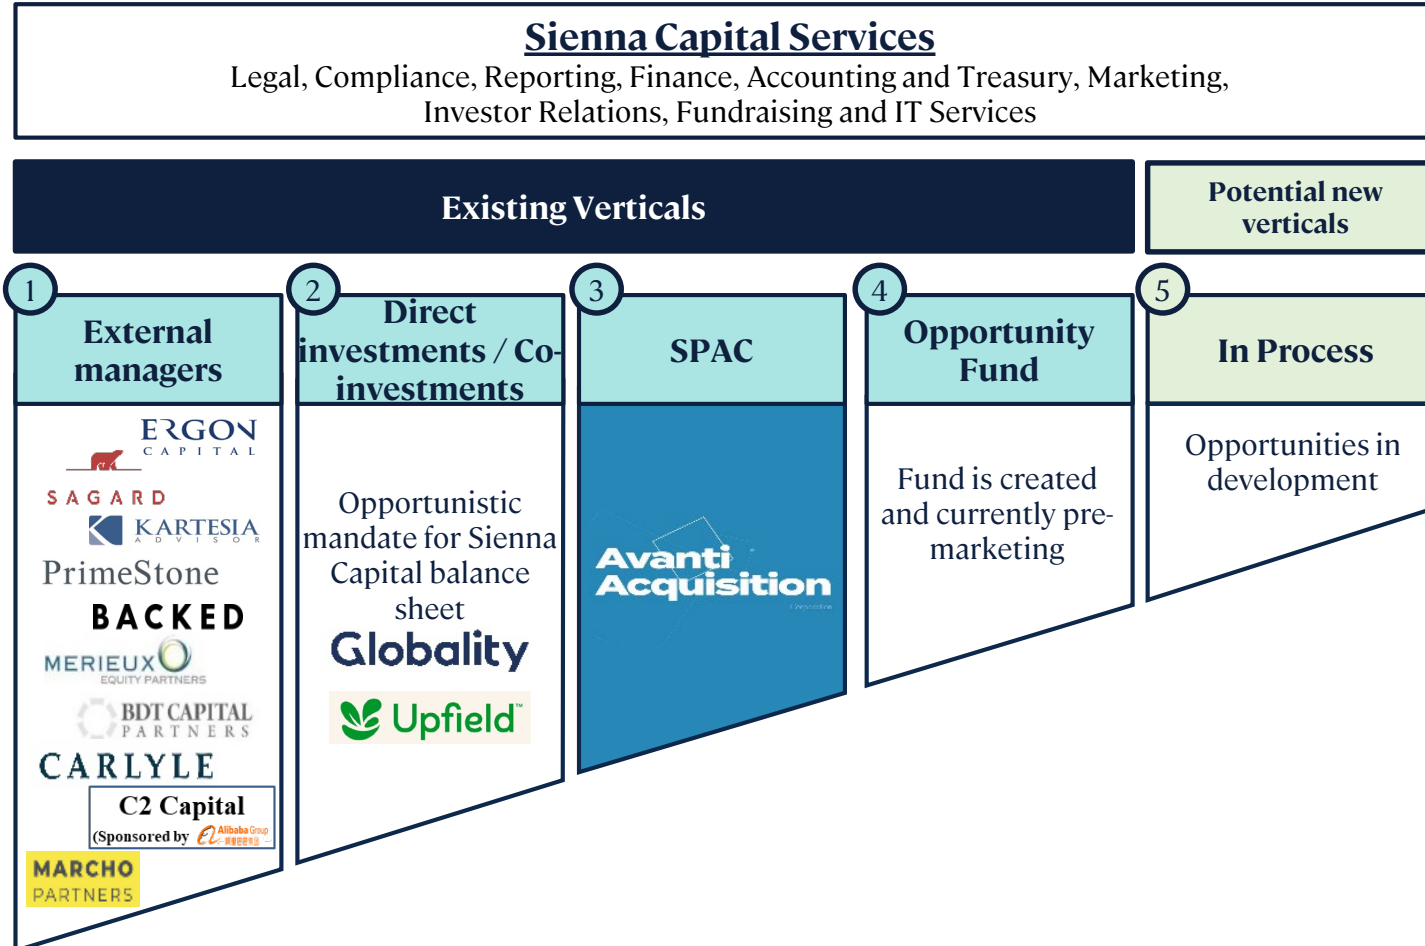 Sienna Capital Services
Legal, Compliance, Reporting, Finance, Accounting and Treasury, Marketing,
Investor Relations, Fundraising and IT Services
Existing Verticals
Potential new
verticals
1
External
managers
ERGON
CAPITAL
SAGARD
KARTESIA
ADVISOR
PrimeStone
BACKED
MERIEUX
EQUITY PARTNERS
BDT CAPITAL
PARTNERS
CARLYLE
C2 Capital
(Sponsored by
Alibaba Group
MARCHO
PARTNERS
2
Direct
investments / Co-
investments
Opportunistic
mandate for Sienna
Capital balance
sheet
Globality
Upfield™
3
SPAC
Avanti
Acquisition
Corporation
4
Opportunity
Fund
Fund is created
and currently pre-
marketing
5
In Process
Opportunities in
development